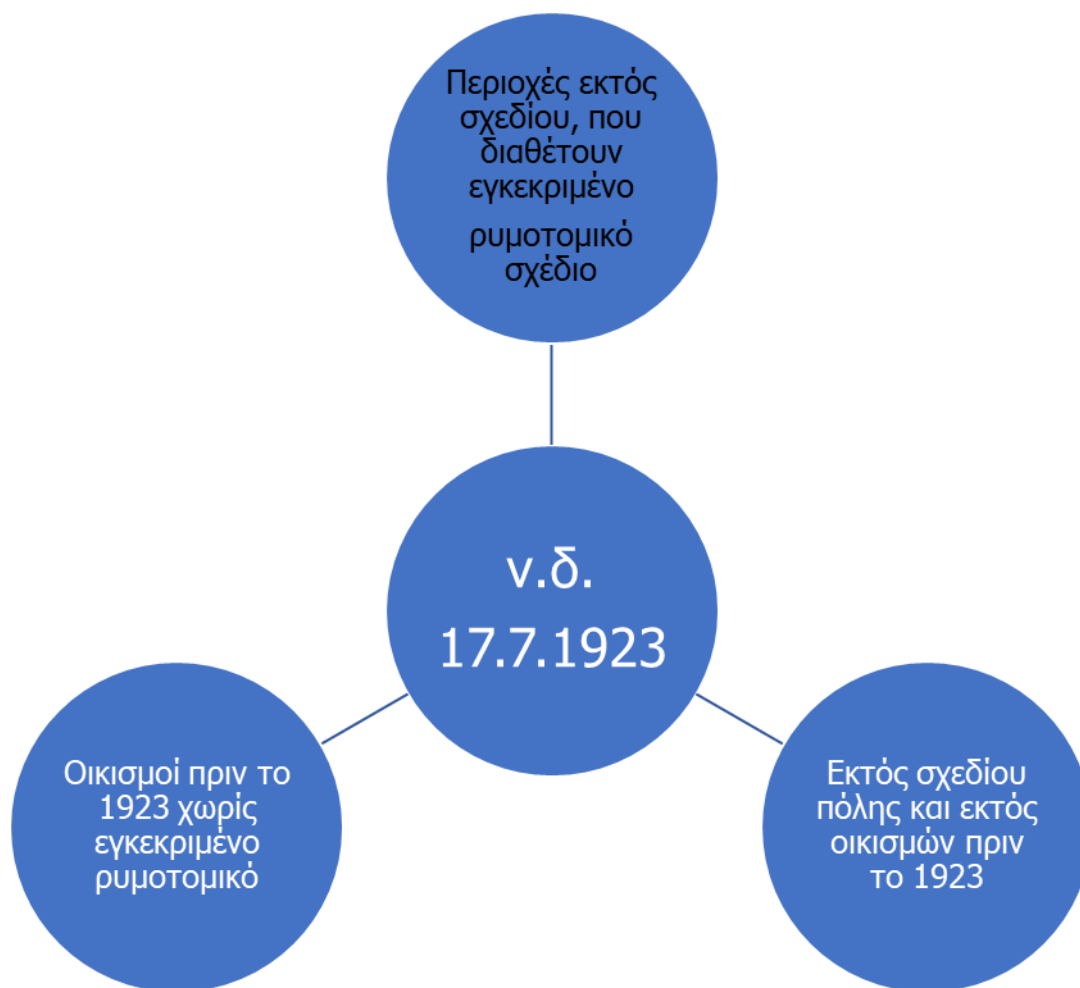 Περιοχές εκτός
σχεδίου, που
διαθέτουν
εγκεκριμένο
ρυμοτομικό
σχέδιο
ν.δ.
17.7.1923
Οικισμοί πριν το
1923 χωρίς
εγκεκριμένο
ρυμοτομικό
Εκτός σχεδίου
πόλης και εκτός
οικισμών πριν
το 1923